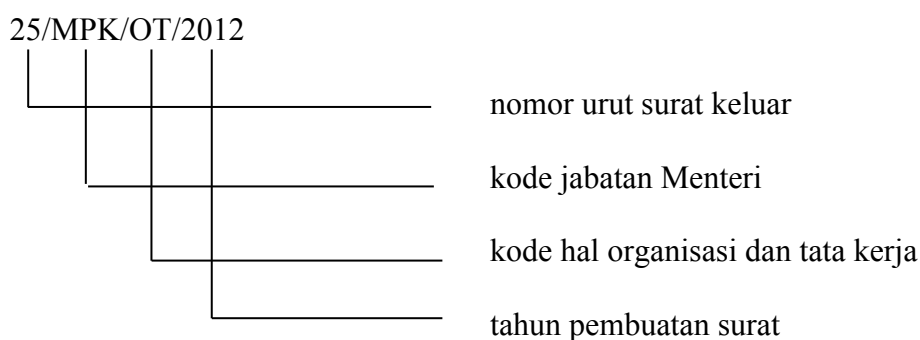 25/MPK/OT/2012
nomor urut surat keluar
kode jabatan Menteri
kode hal organisasi dan tata kerja
tahun pembuatan surat